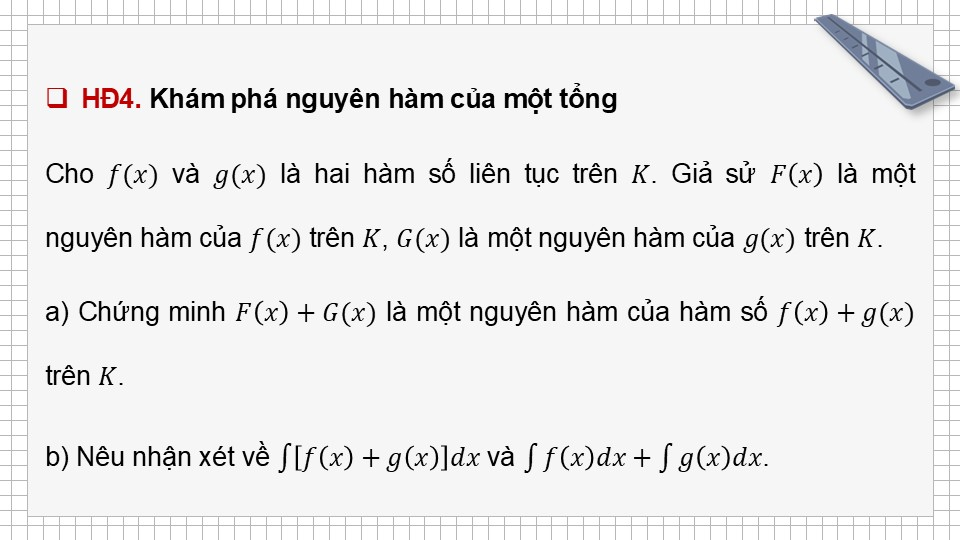 ❑ HĐ4. Khám phá nguyên hàm của một tổng
Cho 𝑓(𝑥) và 𝑔(𝑥) là hai hàm số liên tục trên 𝐾. Giả sử 𝐹(𝑥) là một
nguyên hàm của 𝑓(𝑥) trên 𝐾, 𝐺(𝑥) là một nguyên hàm của 𝑔(𝑥) trên 𝐾.
a) Chứng minh 𝐹(𝑥) + 𝐺(𝑥) là một nguyên hàm của hàm số 𝑓(𝑥) + 𝑔(𝑥)
trên 𝐾.
b) Nêu nhận xét về ∫[𝑓(𝑥) + 𝑔(𝑥)]𝑑𝑥 và ∫ 𝑓(𝑥)𝑑𝑥 + ∫ 𝑔(𝑥)𝑑𝑥.